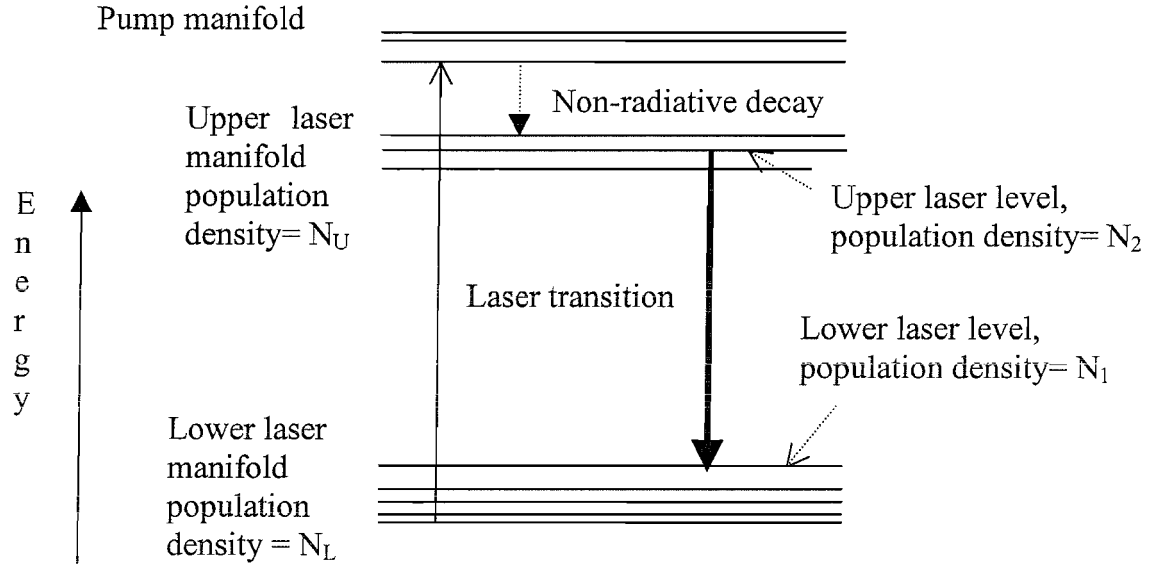 Pump manifold
Non-radiative decay
Upper laser
manifold
population
density= N_U
Upper laser level,
population density= N_2
E
n
e
r
g
y
Laser transition
Lower laser level,
population density= N_1
Lower laser
manifold
population
density = N_L